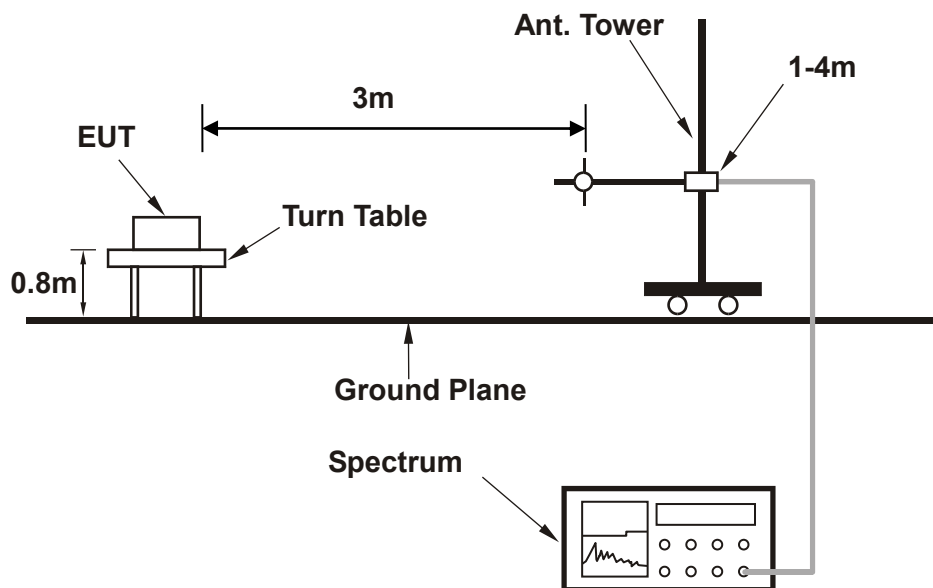 Ant. Tower
1-4m
3m
EUT
Turn Table
0.8m
Ground Plane
Spectrum